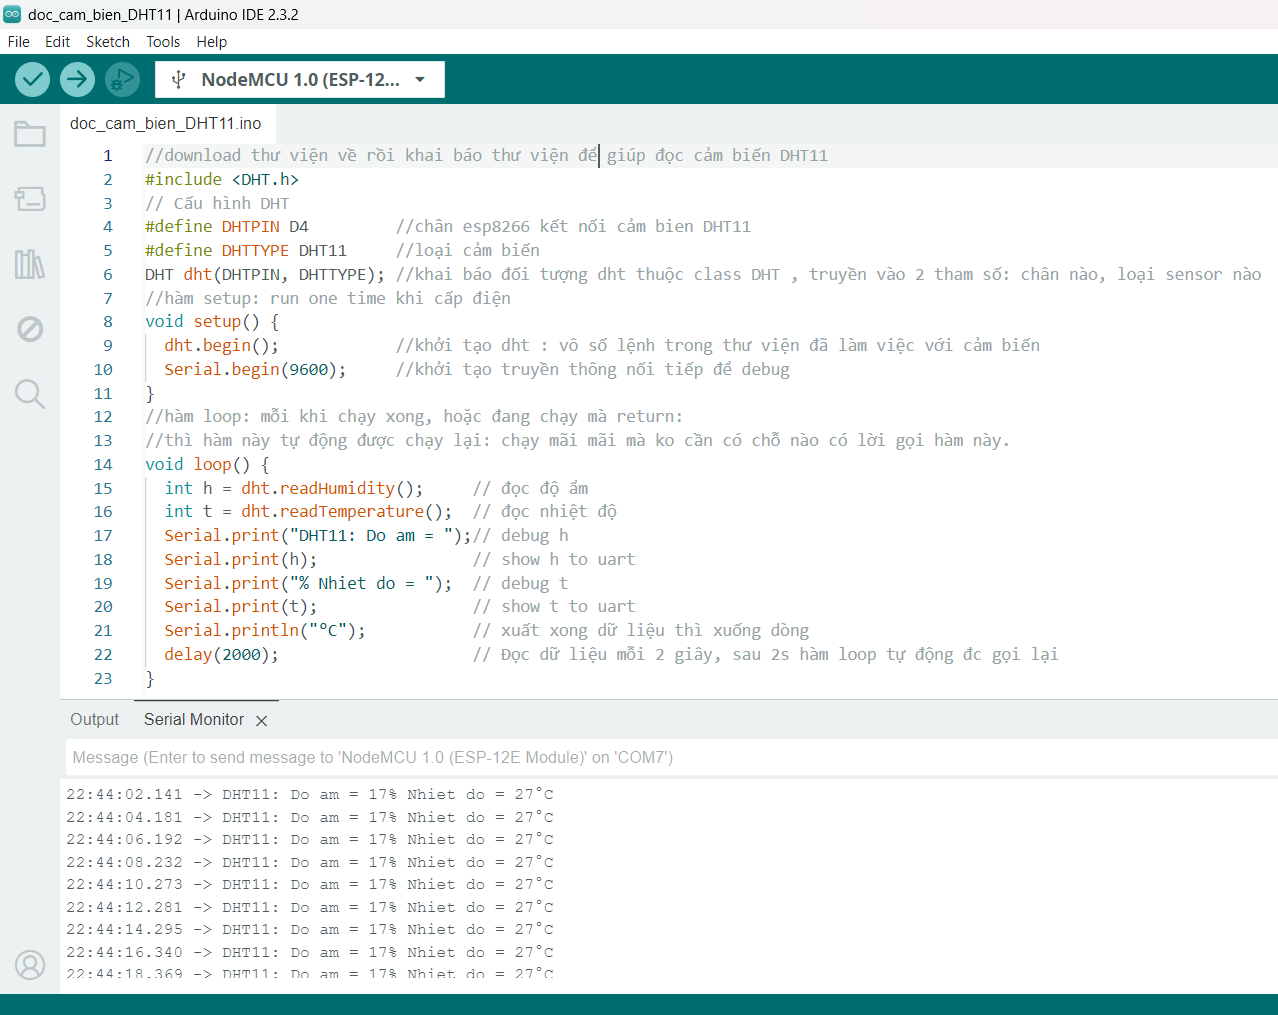 doc_cam_bien_DHT11 | Arduino IDE 2.3.2
File Edit Sketch Tools Help
NodeMCU 1.0 (ESP-12...
doc_cam_bien_DHT11.ino
1 //download thư viện về rồi khai báo thư viện để giúp đọc cảm biến DHT11
2 #include <DHT.h>
3 // Cấu hình DHT
4 #define DHTPIN D4 //chân esp8266 kết nối cảm bien DHT11
5 #define DHTTYPE DHT11 //loại cảm biến
6 DHT dht(DHTPIN, DHTTYPE); //khai báo đối tượng dht thuộc class DHT , truyền vào 2 tham số: chân nào, loại sensor nào
7 //hàm setup: run one time khi cấp điện
8 void setup() {
9 dht.begin(); //khởi tạo dht : vô số lệnh trong thư viện đã làm việc với cảm biến
10 Serial.begin(9600); //khởi tạo truyền thông nối tiếp để debug
11 }
12 //hàm loop: mỗi khi chạy xong, hoặc đang chạy mà return:
13 //thì hàm này tự động được chạy lại: chạy mãi mãi mà ko cần có chỗ nào có lời gọi hàm này.
14 void loop() {
15 int h = dht.readHumidity(); // đọc độ ẩm
16 int t = dht.readTemperature(); // đọc nhiệt độ
17 Serial.print("DHT11: Do am = ");// debug h
18 Serial.print(h); // show h to uart
19 Serial.print("% Nhiet do = "); // debug t
20 Serial.print(t); // show t to uart
21 Serial.println("°C"); // xuất xong dữ liệu thì xuống dòng
22 delay(2000); // Đọc dữ liệu mỗi 2 giây, sau 2s hàm loop tự động đc gọi lại
23 }
Output Serial Monitor
Message (Enter to send message to 'NodeMCU 1.0 (ESP-12E Module)' on 'COM7')
22:44:02.141 -> DHT11: Do am = 17% Nhiet do = 27°C
22:44:04.181 -> DHT11: Do am = 17% Nhiet do = 27°C
22:44:06.192 -> DHT11: Do am = 17% Nhiet do = 27°C
22:44:08.232 -> DHT11: Do am = 17% Nhiet do = 27°C
22:44:10.273 -> DHT11: Do am = 17% Nhiet do = 27°C
22:44:12.281 -> DHT11: Do am = 17% Nhiet do = 27°C
22:44:14.295 -> DHT11: Do am = 17% Nhiet do = 27°C
22:44:16.340 -> DHT11: Do am = 17% Nhiet do = 27°C
22:44:18.369 -> DHT11: Do am = 17% Nhiet do = 27°C